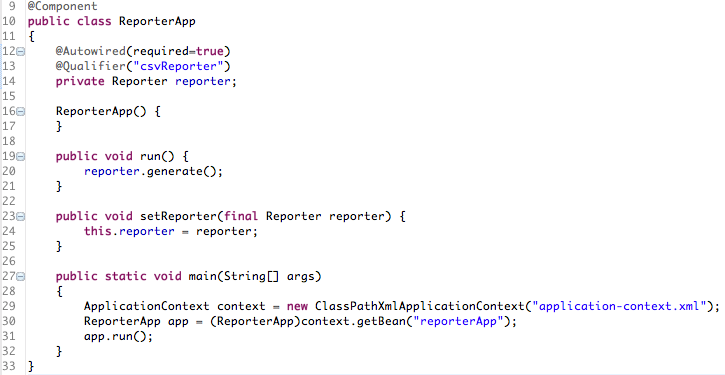 9 @Component
10 public class ReporterApp
11 {
12 @Autowired(required=true)
13 @Qualifier("csvReporter")
14 private Reporter reporter;
15
16 ReporterApp() {
17 }
18
19 public void run() {
20 reporter.generate();
21 }
22
23 public void setReporter(final Reporter reporter) {
24 this.reporter = reporter;
25 }
26
27 public static void main(String[] args)
28 {
29 ApplicationContext context = new ClassPathXmlApplicationContext("application-context.xml");
30 ReporterApp app = (ReporterApp)context.getBean("reporterApp");
31 app.run();
32 }
33 }